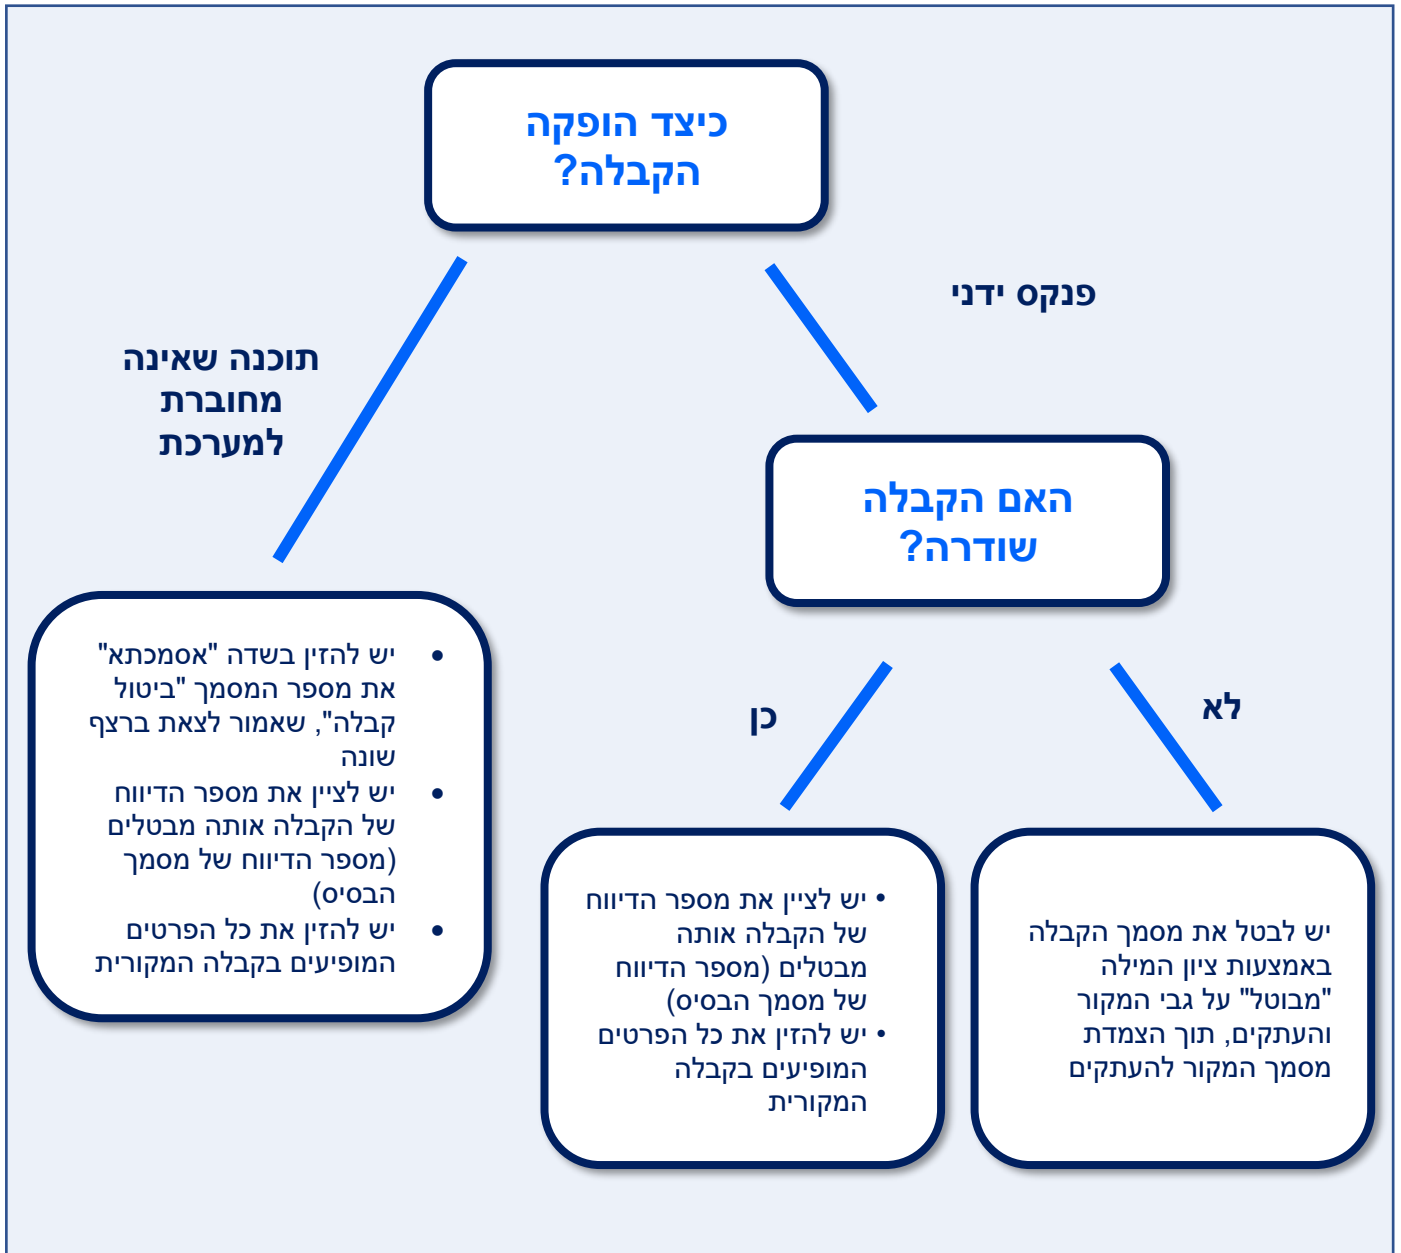 כיצד הופקה
הקבלה?
פנקס ידני
תוכנה שאינה
מחוברת
למערכת
האם הקבלה
שודרה?
לא
כן
• יש להזין בשדה "אסמכתא"
את מספר המסמך "ביטול
קבלה", שאמור לצאת ברצף
שונה
• יש לציין את מספר הדיווח
של הקבלה אותה מבטלים
(מספר הדיווח של מסמך
הבסיס)
• יש להזין את כל הפרטים
המופיעים בקבלה המקורית
יש לבטל את מסמך הקבלה
באמצעות ציון המילה
"מבוטל" על גבי המקור
והעתקים, תוך הצמדת
מסמך המקור להעתקים
• יש לציין את מספר הדיווח
של הקבלה אותה
מבטלים (מספר הדיווח
של מסמך הבסיס)
• יש להזין את כל הפרטים
המופיעים בקבלה
המקורית